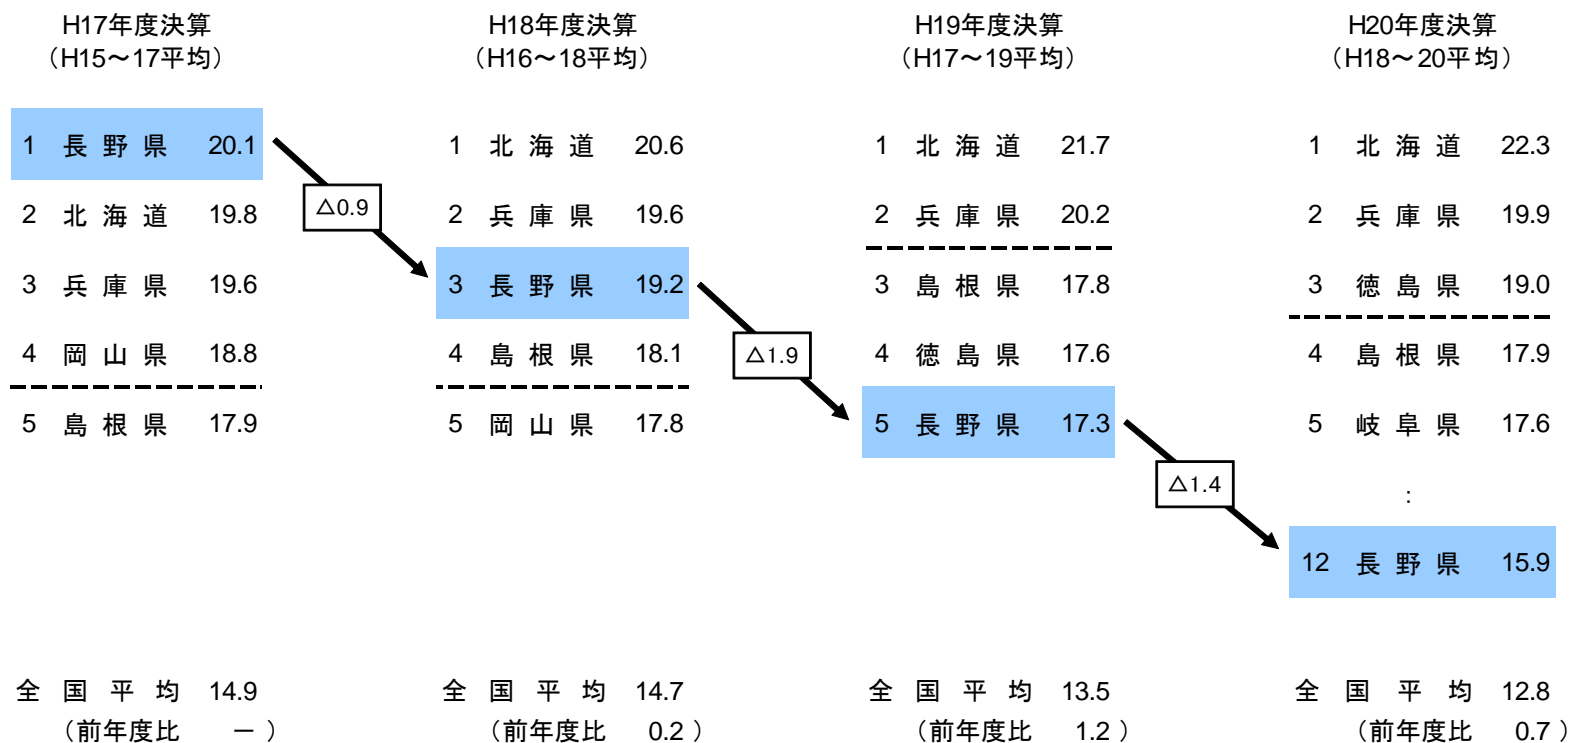 H17年度決算
（H15～17平均）
1 長野県 20.1
2 北海道 19.8
3 兵庫県 19.6
4 岡山県 18.8
5 島根県 17.9
全国平均 14.9
（前年度比 － ）
△0.9
H18年度決算
（H16～18平均）
1 北海道 20.6
2 兵庫県 19.6
3 長野県 19.2
4 島根県 18.1
5 岡山県 17.8
全国平均 14.7
（前年度比 0.2 ）
△1.9
H19年度決算
（H17～19平均）
1 北海道 21.7
2 兵庫県 20.2
3 島根県 17.8
4 徳島県 17.6
5 長野県 17.3
全国平均 13.5
（前年度比 1.2 ）
△1.4
H20年度決算
（H18～20平均）
1 北海道 22.3
2 兵庫県 19.9
3 徳島県 19.0
4 島根県 17.9
5 岐阜県 17.6
:
12 長野県 15.9
全国平均 12.8
（前年度比 0.7 ）